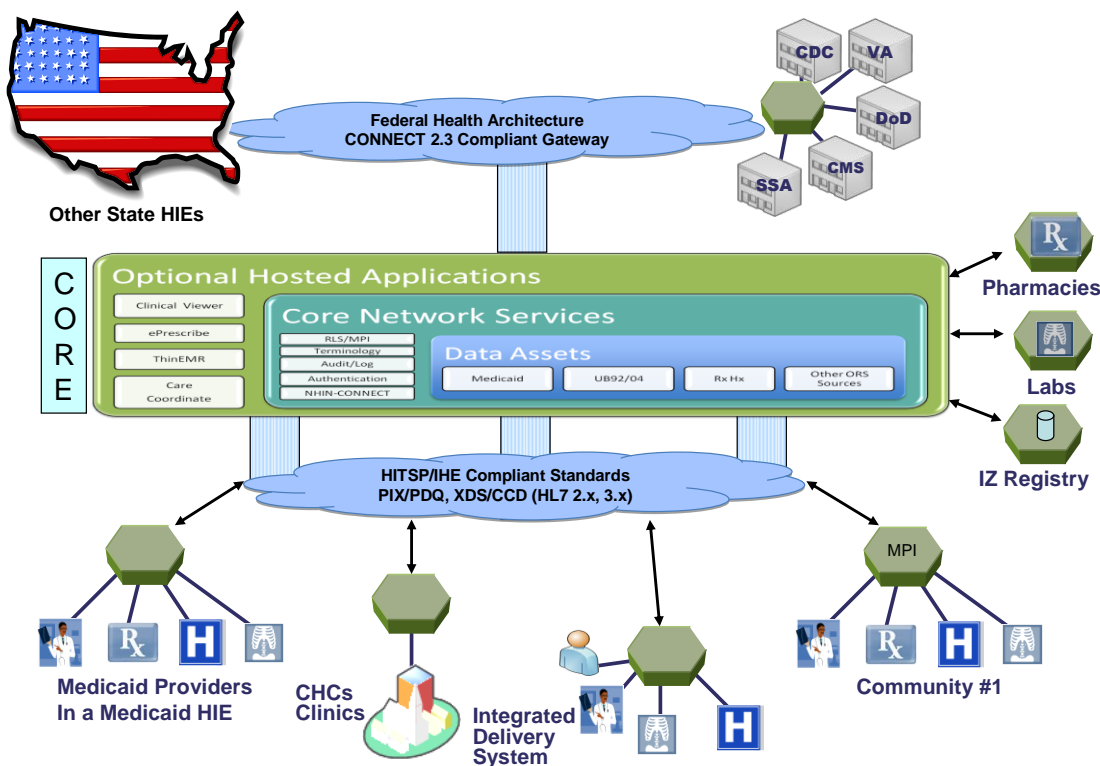 CDC
VA
DoD
CMS
SSA
Federal Health Architecture
CONNECT 2.3 Compliant Gateway
Other State HIEs
C
O
R
E
Optional Hosted Applications
Clinical Viewer
ePrescribe
ThinEMR
Care
Coordinate
Core Network Services
RLS/MPI
Terminology
Audit/Log
Authentication
NHIN-CONNECT
Data Assets
Medicaid
UB92/04
Rx Hx
Other ORS
Sources
Rx
Pharmacies
Labs
IZ Registry
HITSP/IHE Compliant Standards
PIX/PDQ, XDS/CCD (HL7 2.x, 3.x)
Rx
H
Medicaid Providers
In a Medicaid HIE
CHCs
Clinics
Integrated
Delivery
System
H
MPI
Rx
H
Community #1